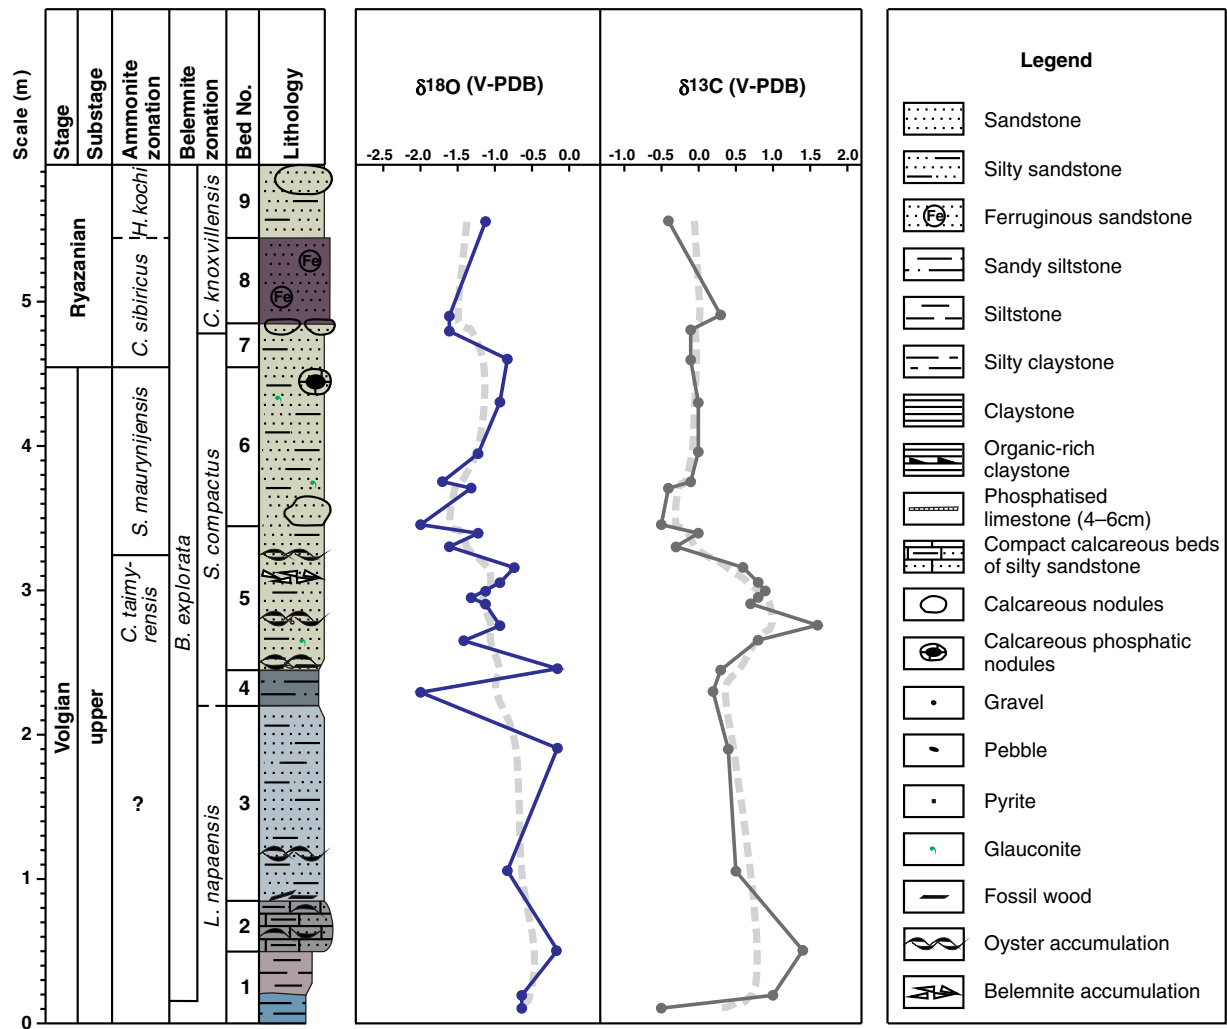 Scale (m)
Stage
Substage
Ammonite
zonation
Belemnite
zonation
Bed No.
Lithology
δ18O (V-PDB)
-2.5 -2.0 -1.5 -1.0 -0.5 0.0
δ13C (V-PDB)
-1.0 -0.5 0.0 0.5 1.0 2.0
5
4
3
2
1
0
Ryazanian
Volgian
upper
H. kochi
C. sibiricus
S. maurynijensis
C. taimy-
rensis
?
B. explorata
C. knoxvillensis
S. compactus
L. napaensis
9
8
7
6
5
4
3
2
1
Fe
Fe
Legend
Sandstone
Silty sandstone
Fe Ferruginous sandstone
Sandy siltstone
Siltstone
Silty claystone
Claystone
Organic-rich
claystone
Phosphatised
limestone (4–6cm)
Compact calcareous beds
of silty sandstone
Calcareous nodules
Calcareous phosphatic
nodules
Gravel
Pebble
Pyrite
Glauconite
Fossil wood
Oyster accumulation
Belemnite accumulation